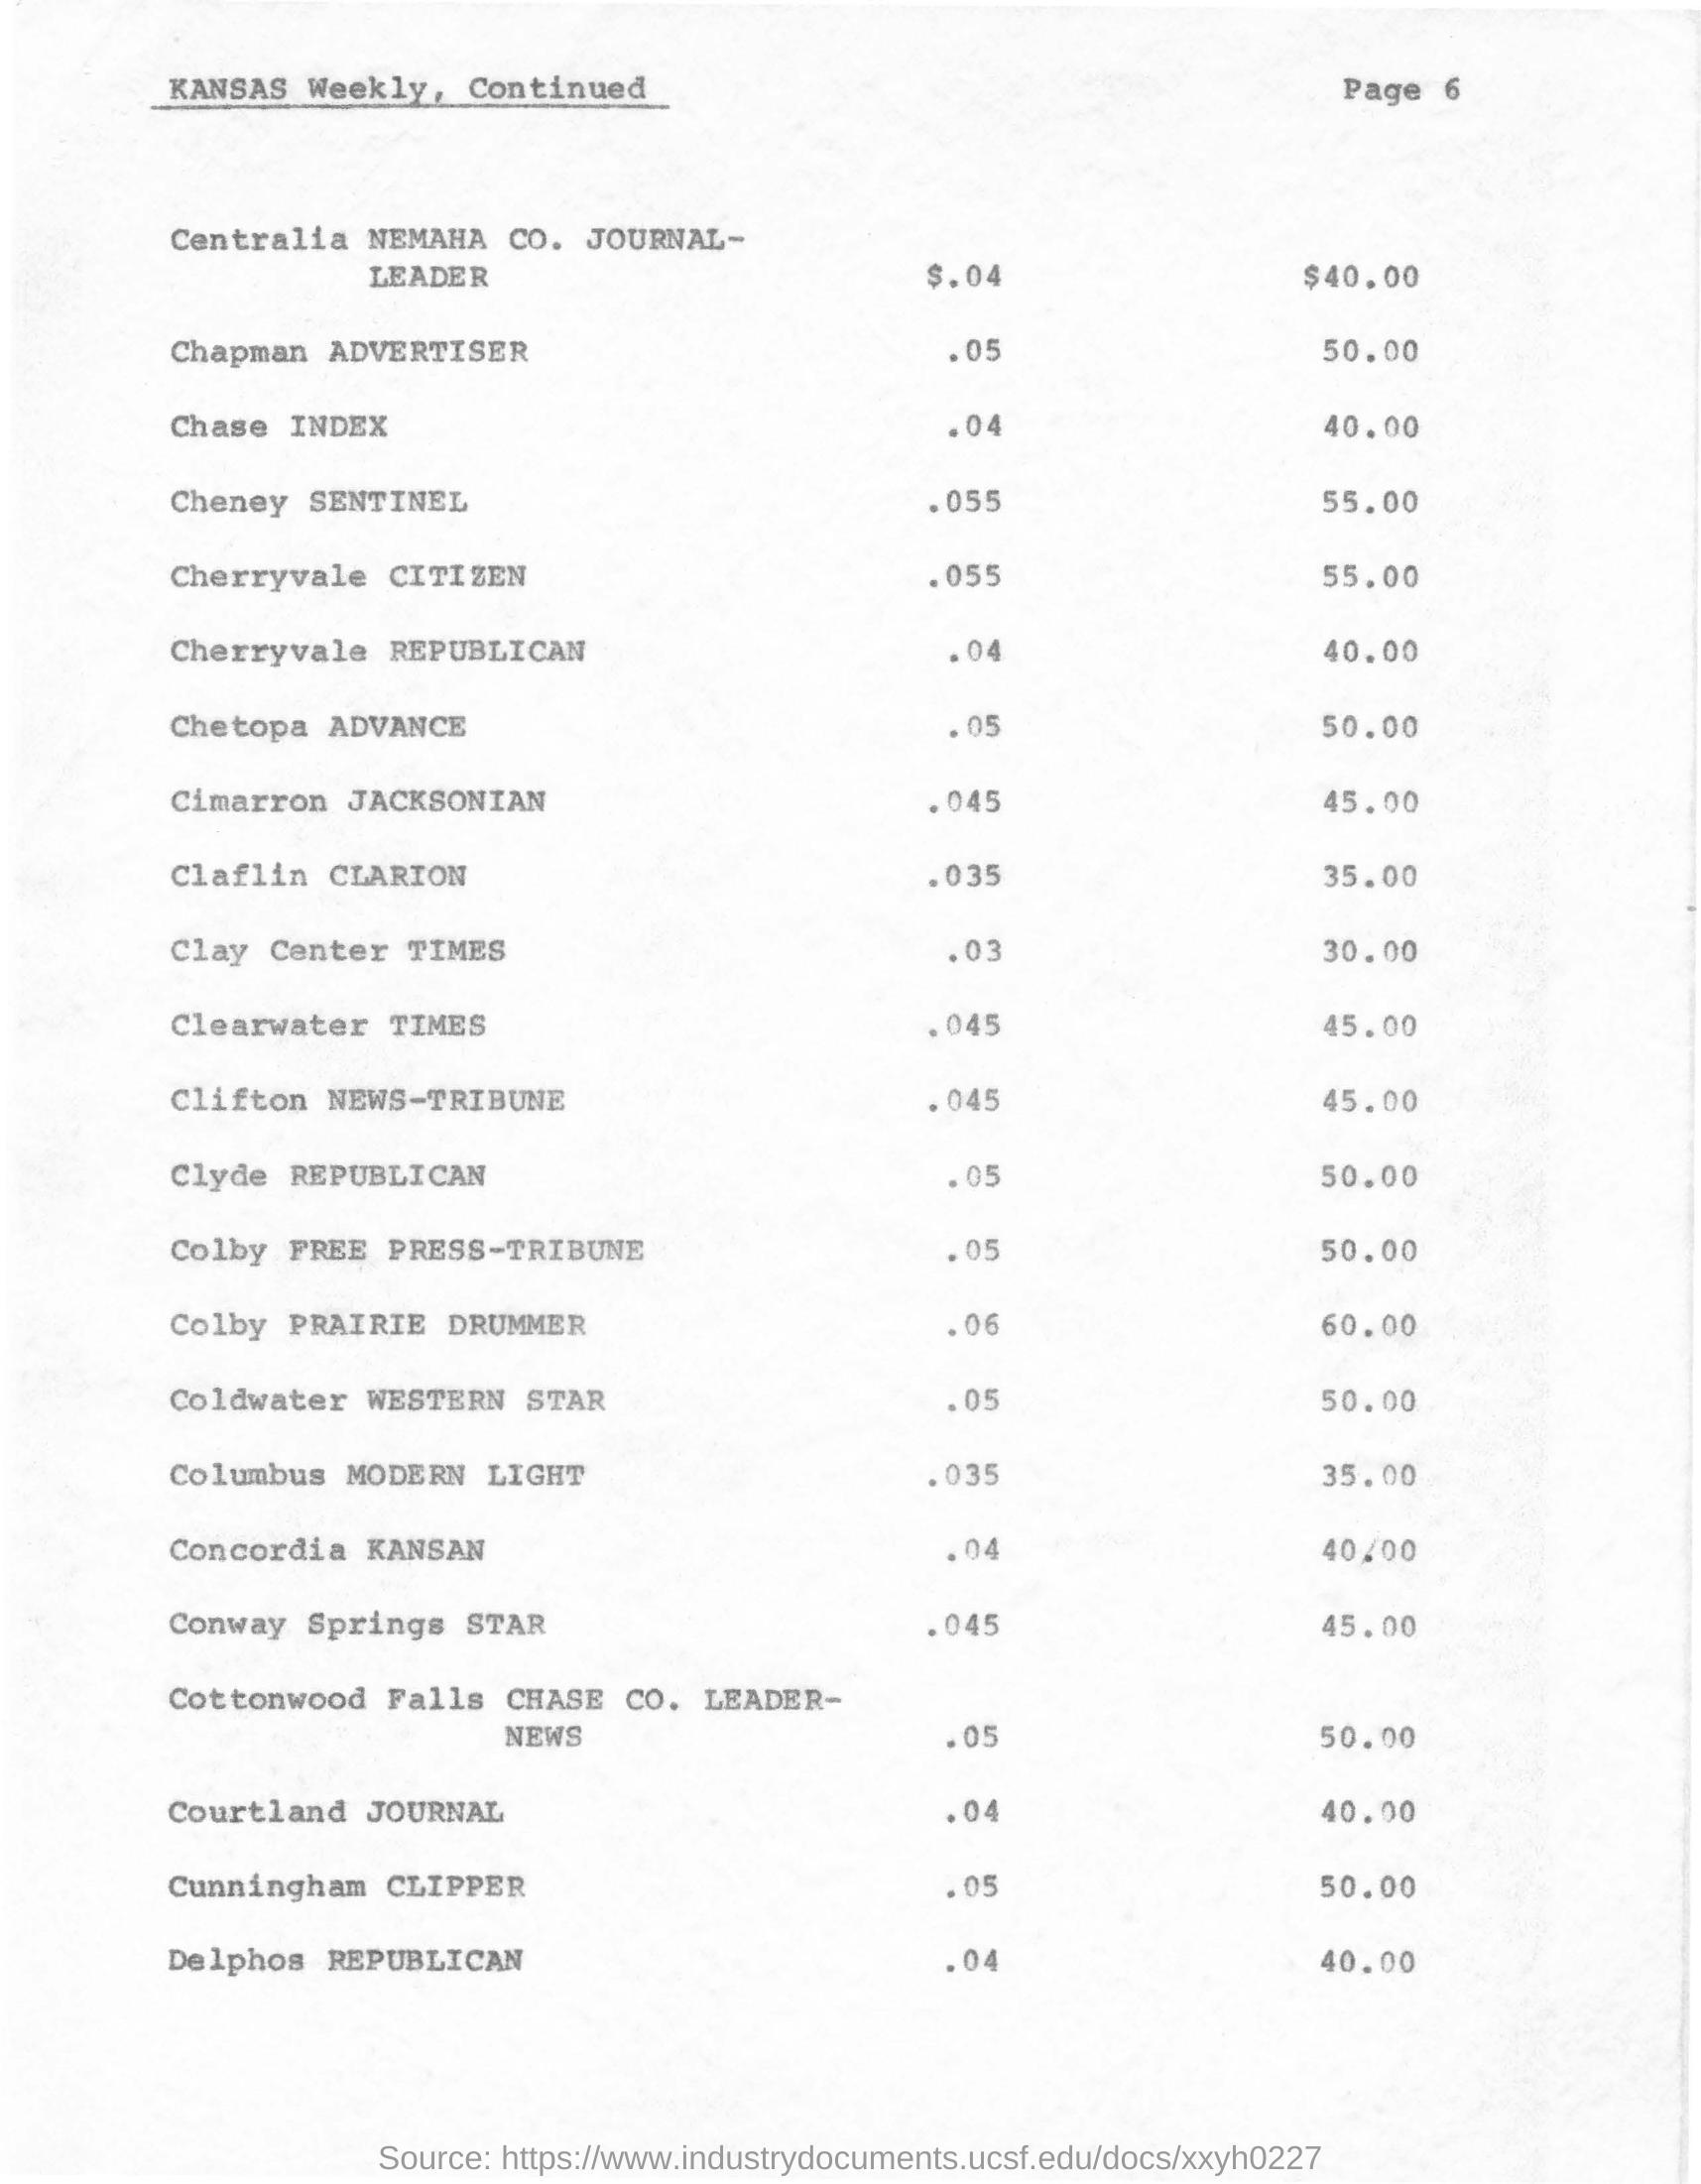 KANSAS Weekly, Continued Page 6
Centralia NEMAHA CO. JOURNAL-
LEADER $.04 $40.00
Chapman ADVERTISER .05 50.00
Chase INDEX .04 40.00
Cheney SENTINEL .055 55.00
Cherryvale CITIZEN .055 55.00
Cherryvale REPUBLICAN .04 40.00
Chetopa ADVANCE .05 50.00
Cimarron JACKSONIAN .045 45.00
Claflin CLARION .035 35.00
Clay Center TIMES .03 30.00
Clearwater TIMES .045 45.00
Clifton NEWS-TRIBUNE .045 45.00
Clyde REPUBLICAN .05 50.00
Colby FREE PRESS-TRIBUNE .05 50.00
Colby PRAIRIE DRUMMER .06 60.00
Coldwater WESTERN STAR .05 50.00
Columbus MODERN LIGHT .035 35.00
Concordia KANSAN .04 40.00
Conway Springs STAR .045 45.00
Cottonwood Falls CHASE CO. LEADER-
NEWS .05 50.00
Courtland JOURNAL .04 40.00
Cunningham CLIPPER .05 50.00
Delphos REPUBLICAN .04 40.00
Source: https://www.industrydocuments.ucsf.edu/docs/xxyh0227